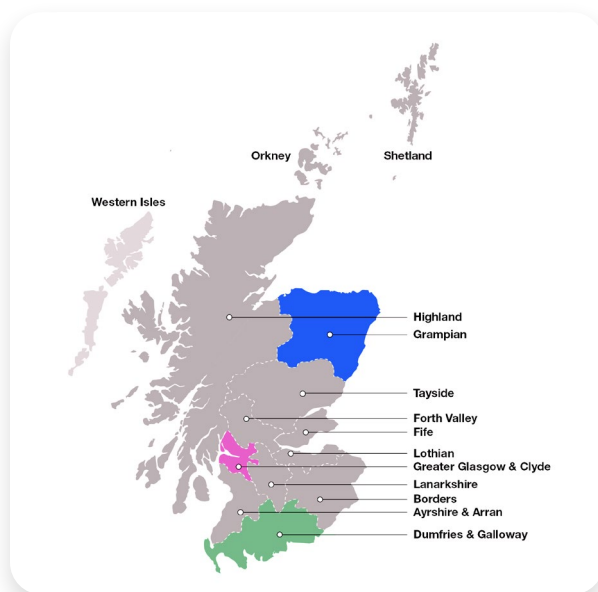 Orkney
Shetland
Western Isles
Highland
Grampian
Tayside
Forth Valley
Fife
Lothian
Greater Glasgow & Clyde
Lanarkshire
Borders
Ayrshire & Arran
Dumfries & Galloway